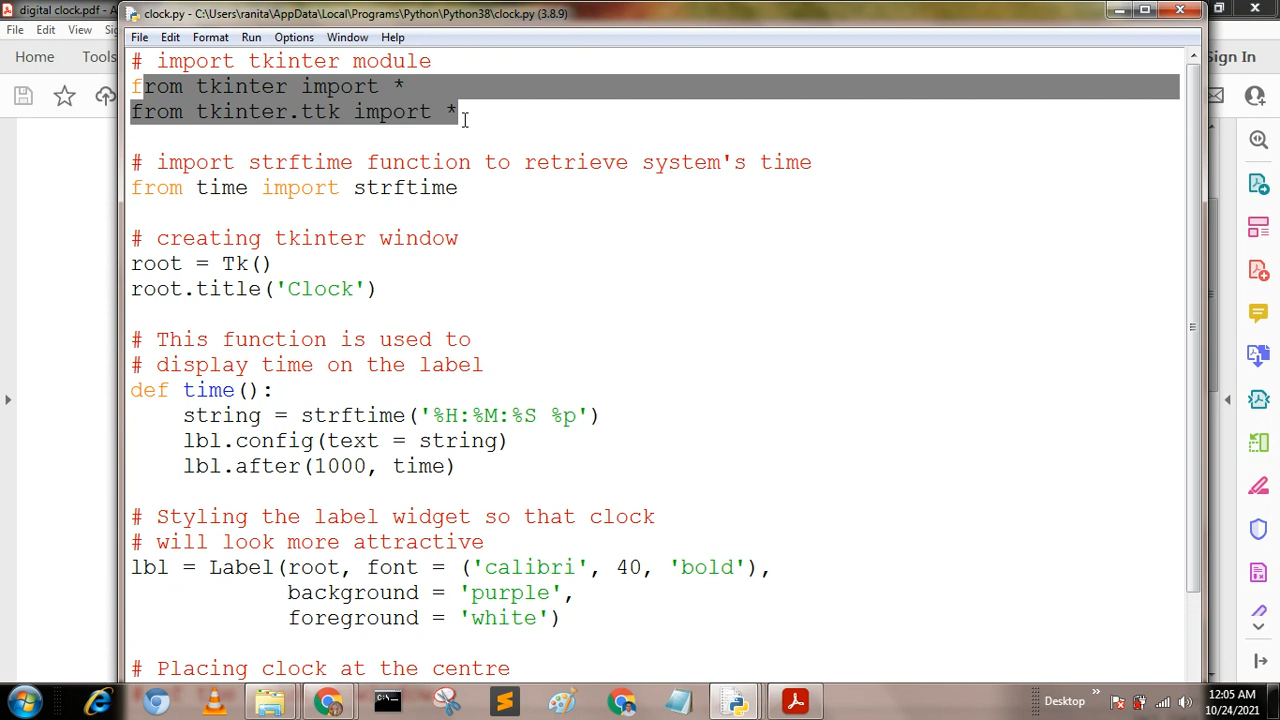 digital clock.pdf - A
clock.py - C:\Users\ranita\AppData\Local\Programs\Python\Python38\clock.py (3.8.9)
File Edit View
File Edit Format Run Options Window Help
Home Tools
Sign In
# import tkinter module
from tkinter import *
from tkinter.ttk import *
# import strftime function to retrieve system's time
from time import strftime
# creating tkinter window
root = Tk()
root.title('Clock')
# This function is used to
# display time on the label
def time():
string = strftime('%H:%M:%S %p')
lbl.config(text = string)
lbl.after(1000, time)
# Styling the label widget so that clock
# will look more attractive
lbl = Label(root, font = ('calibri', 40, 'bold'),
background = 'purple',
foreground = 'white')
# Placing clock at the centre
Desktop
12:05 AM
10/24/2021